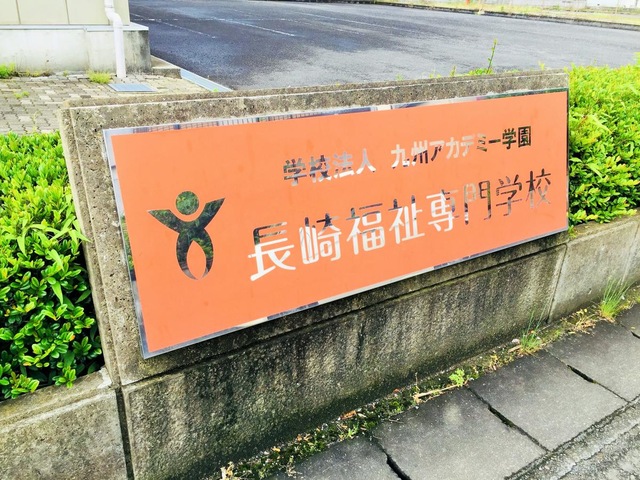 学校法人 九州アカデミー学園
長崎福祉専門学校